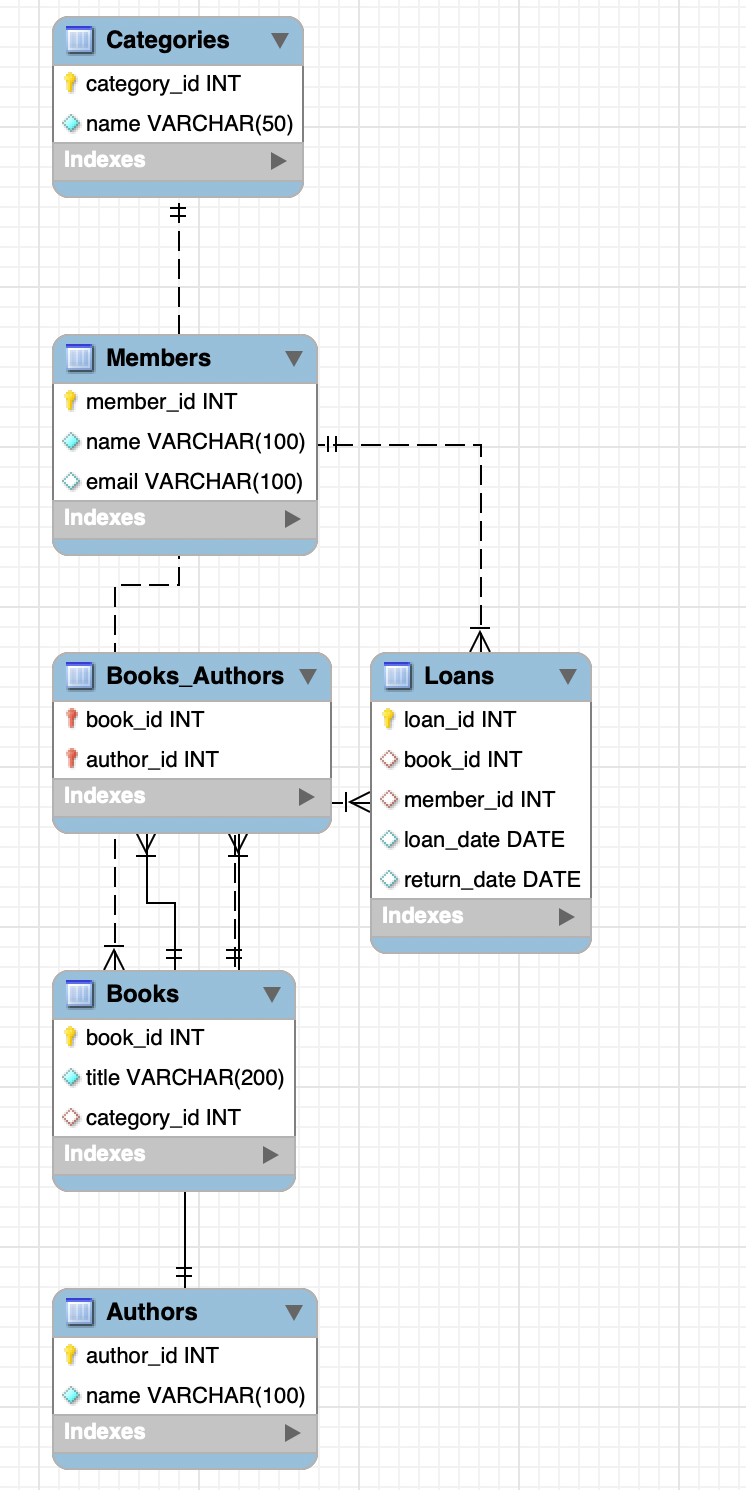 Categories
category_id INT
name VARCHAR(50)
Indexes
Members
member_id INT
name VARCHAR(100)
email VARCHAR(100)
Indexes
Books_Authors
book_id INT
author_id INT
Indexes
Loans
loan_id INT
book_id INT
member_id INT
loan_date DATE
return_date DATE
Indexes
Books
book_id INT
title VARCHAR(200)
category_id INT
Indexes
Authors
author_id INT
name VARCHAR(100)
Indexes